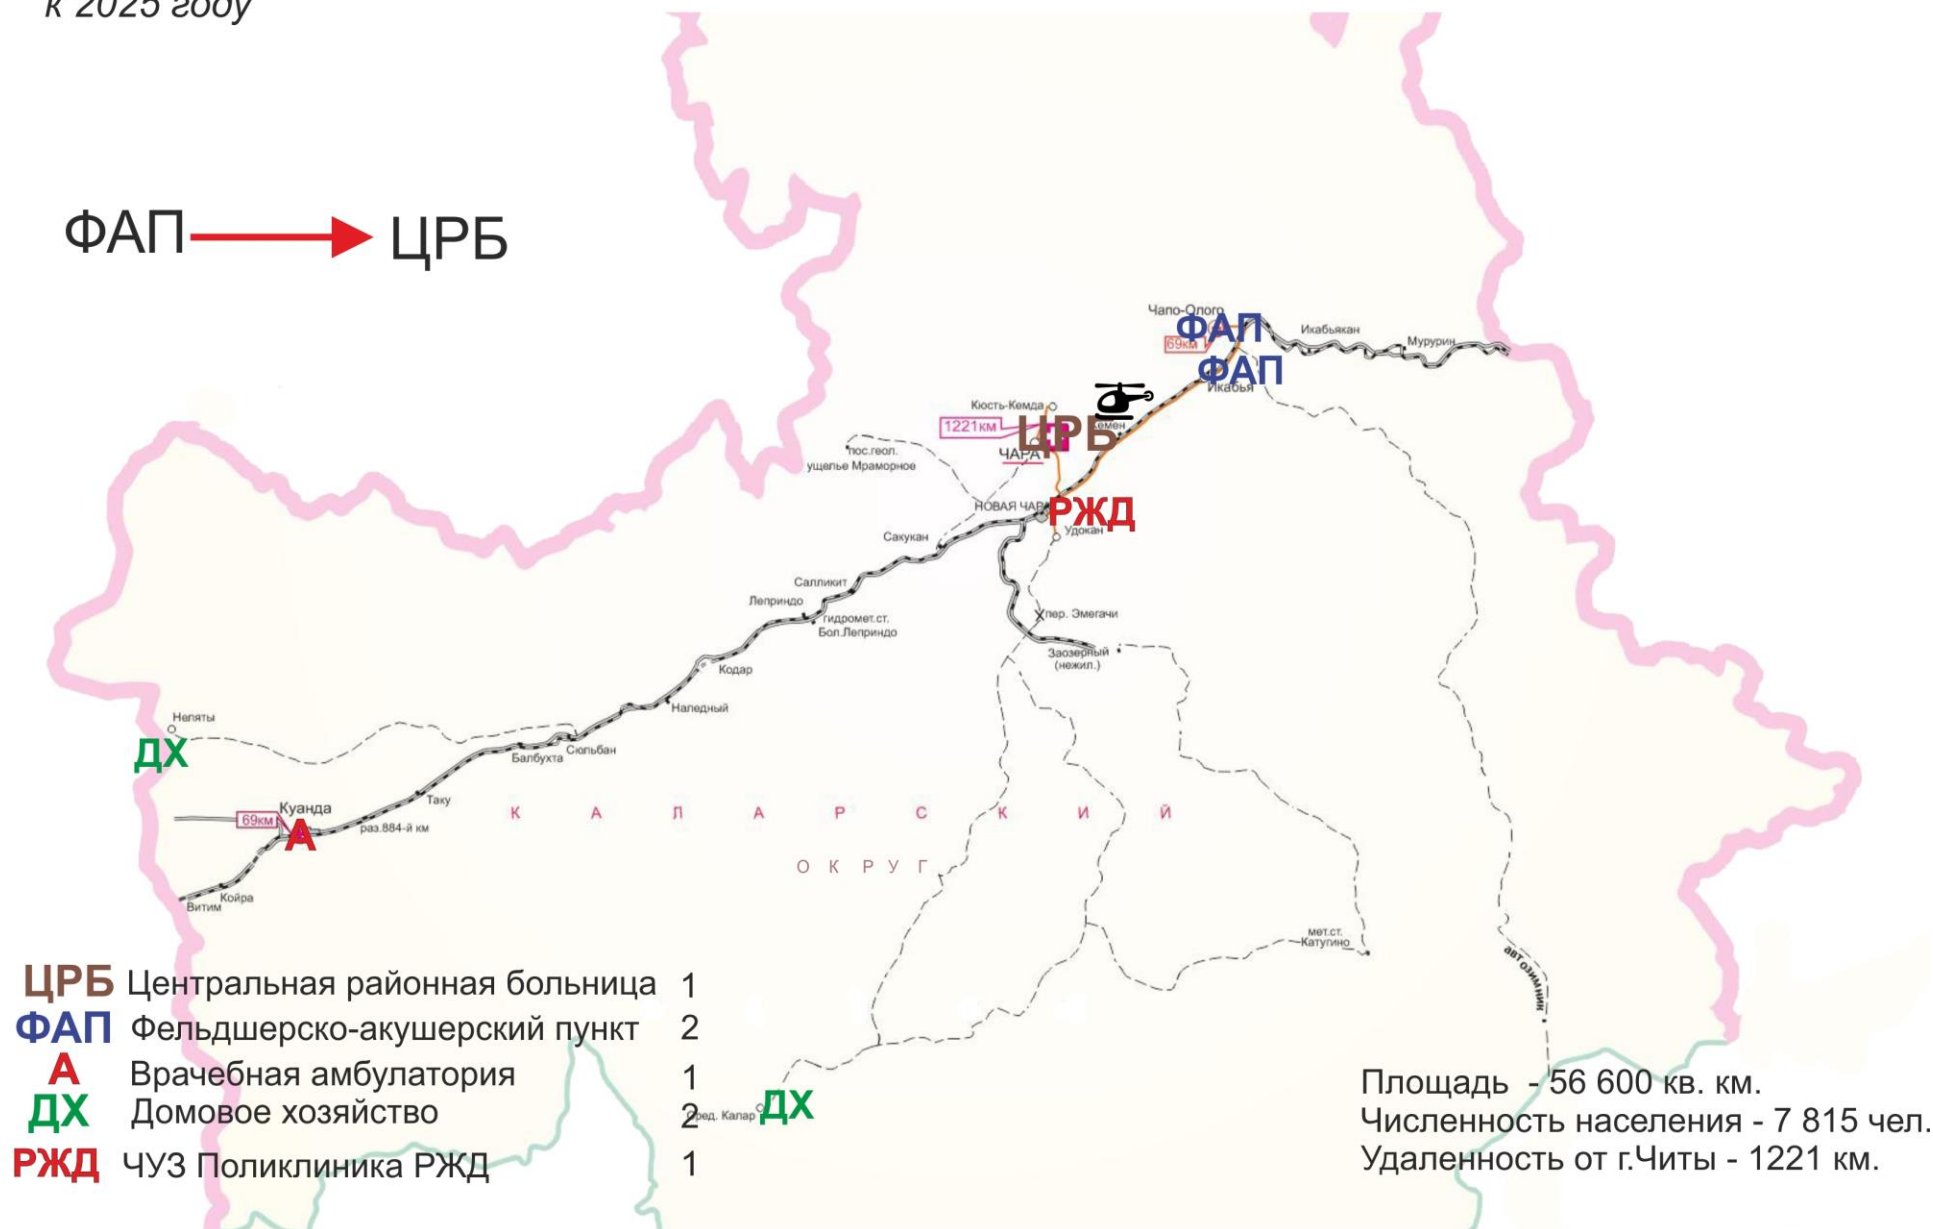 к 2025 году
ФАП ЦРБ
Чапо-Олого
ФАП
69км
Икабьякан
Мурурин
ФАП
Икабья
Кюсть-Кемда
1221км
ЦРБ
ЧАРА
пос.геол.
ущелье Мраморное
НОВАЯ ЧАРА
РЖД
Удокан
Сакукан
Салликит
Леприндо
гидромет.ст.
Бол.Леприндо
пер. Эмегачи
Заозерный
(нежил.)
Кодар
Наледный
Неляты
ДХ
Балбухта
Сюльбан
Куанда
69км
А
Таку
раз.884-й км
КАЛАРСКИЙ
ОКРУГ
Койра
Витим
мет.ст.
Катугино
автозимник
ЦРБ Центральная районная больница 1
ФАП Фельдшерско-акушерский пункт 2
А Врачебная амбулатория 1
ДХ Домовое хозяйство 2
РЖД ЧУЗ Поликлиника РЖД 1
Сред. Калар
ДХ
Площадь - 56 600 кв. км.
Численность населения - 7 815 чел.
Удаленность от г.Читы - 1221 км.